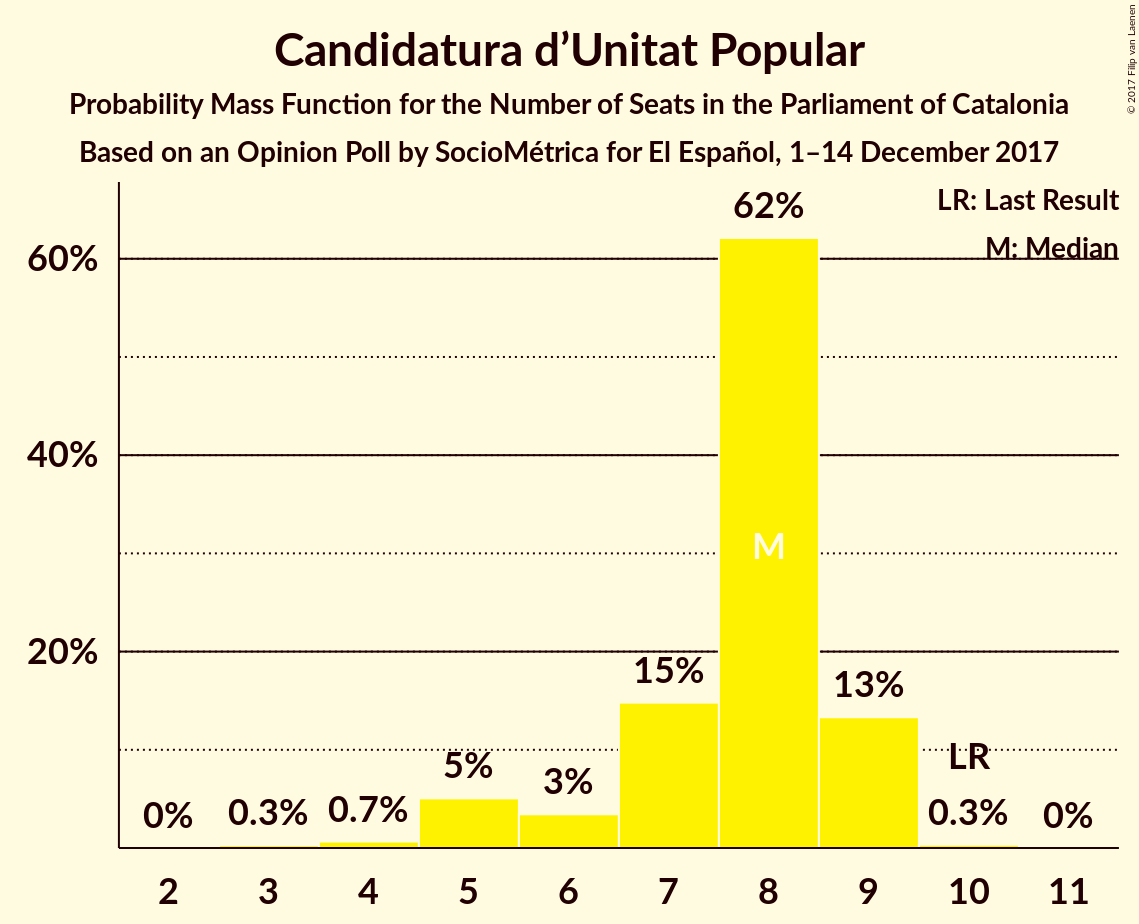 Candidatura d’Unitat Popular
Probability Mass Function for the Number of Seats in the Parliament of Catalonia
Based on an Opinion Poll by SocioMétrica for El Español, 1–14 December 2017
© 2017 Filip van Laenen
LR: Last Result
M: Median
60%
40%
20%
0%
0.3%
0.7%
5%
3%
15%
62%
M
13%
LR
0.3%
0%
2 3 4 5 6 7 8 9 10 11